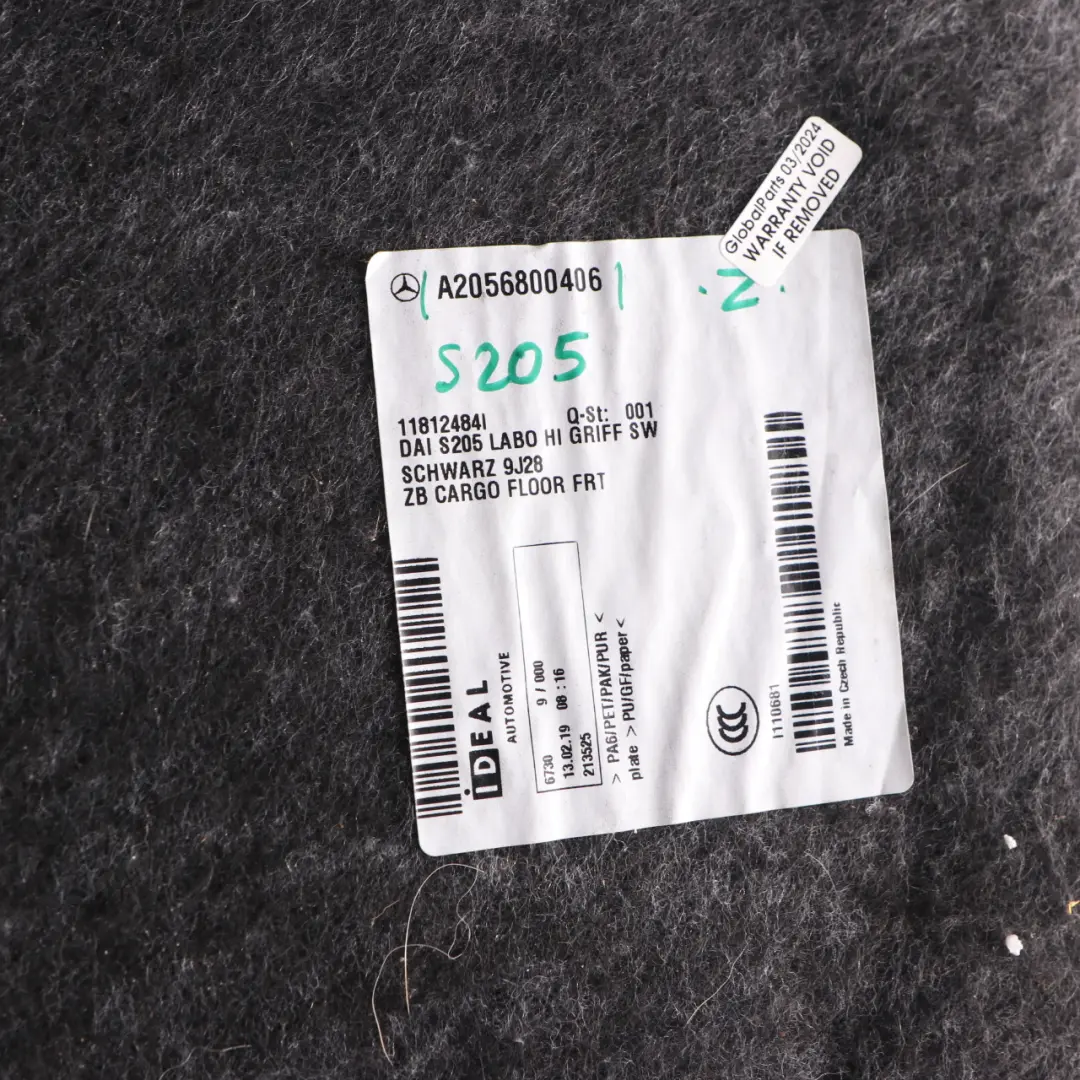 GlobalParts 03/2024
WARRANTY VOID
IF REMOVED
A2056800406
.Z.
S205
11812484I Q-St: 001
DAI S205 LABO HI GRIFF SW
SCHWARZ 9J28
ZB CARGO FLOOR FRT
iDEAL
AUTOMOTIVE
6730 9 / 000
13.02.19 08 : 16
213525
> PA6/PET/PAK/PUR <
plate > PU/GF/paper <
CCC
I110681
Made in Czech Republic